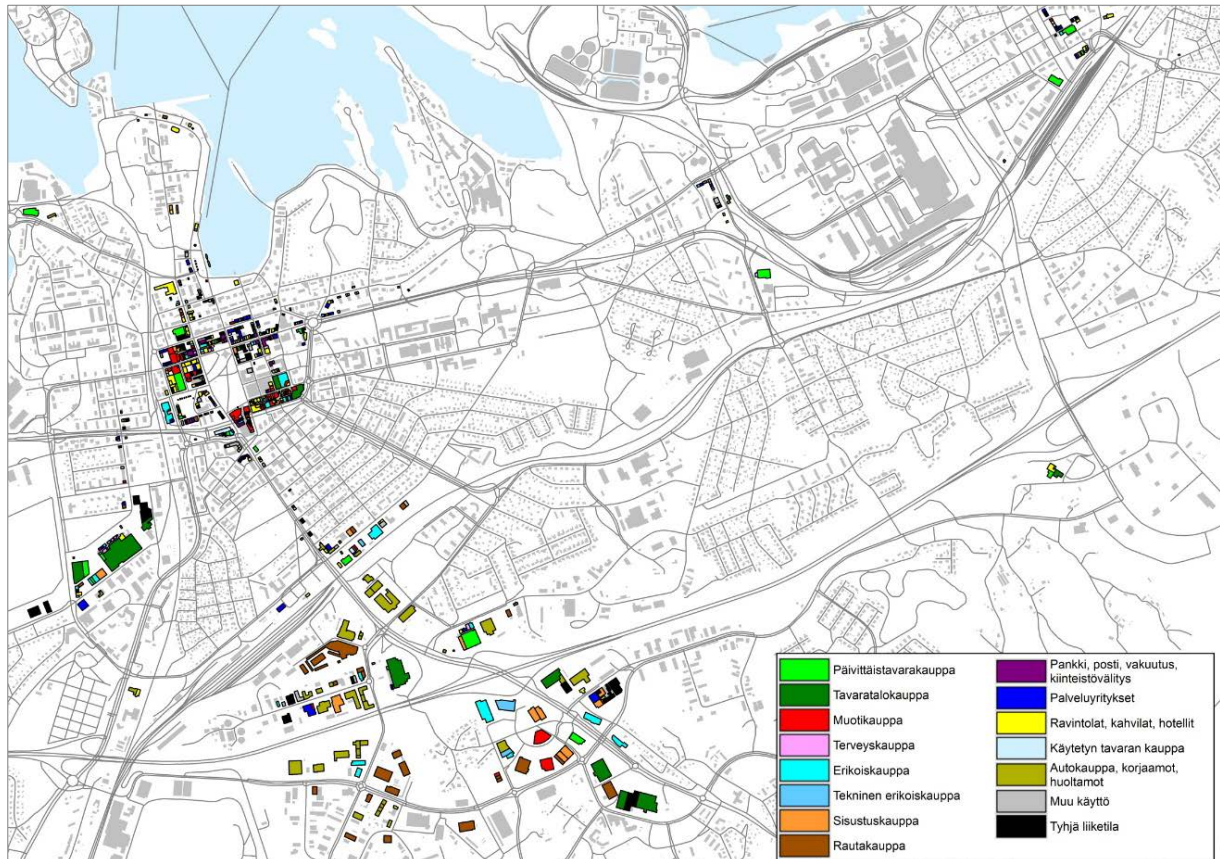 Päivittäistavarakauppa
Tavaratalokauppa
Muotikauppa
Terveyskauppa
Erikoiskauppa
Tekninen erikoiskauppa
Sisustuskauppa
Rautakauppa
Pankki, posti, vakuutus,
kiinteistövälitys
Palveluyritykset
Ravintolat, kahvilat, hotellit
Käytetyn tavaran kauppa
Autokauppa, korjaamot,
huoltamot
Muu käyttö
Tyhjä liiketila